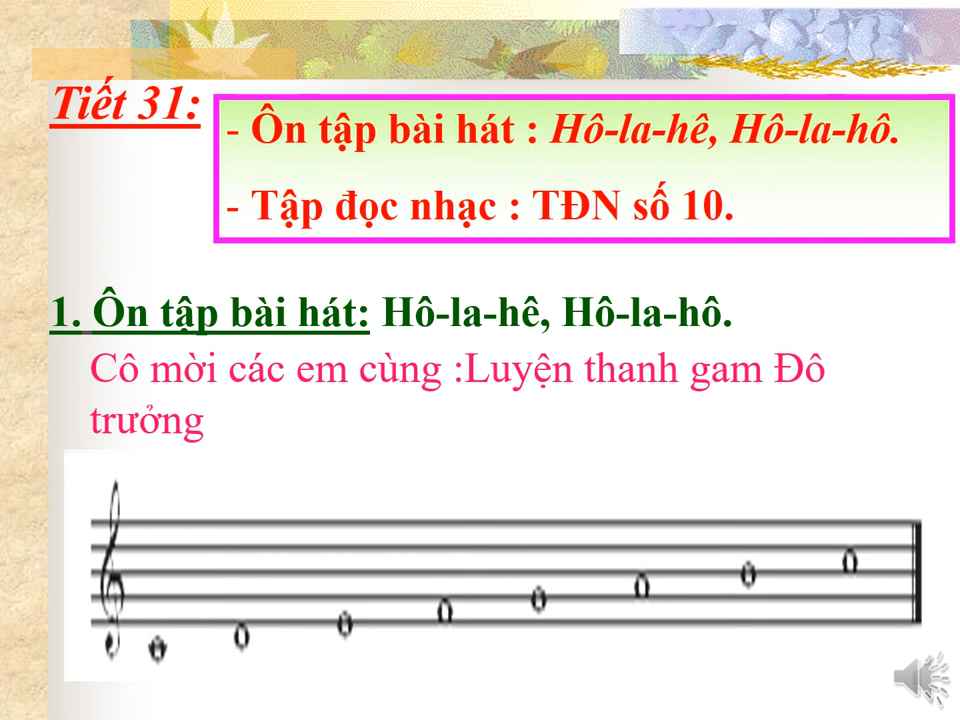 Tiết 31:
- Ôn tập bài hát : Hô-la-hê, Hô-la-hô.
- Tập đọc nhạc : TĐN số 10.
1. Ôn tập bài hát: Hô-la-hê, Hô-la-hô.
Cô mời các em cùng :Luyện thanh gam Đô
trưởng